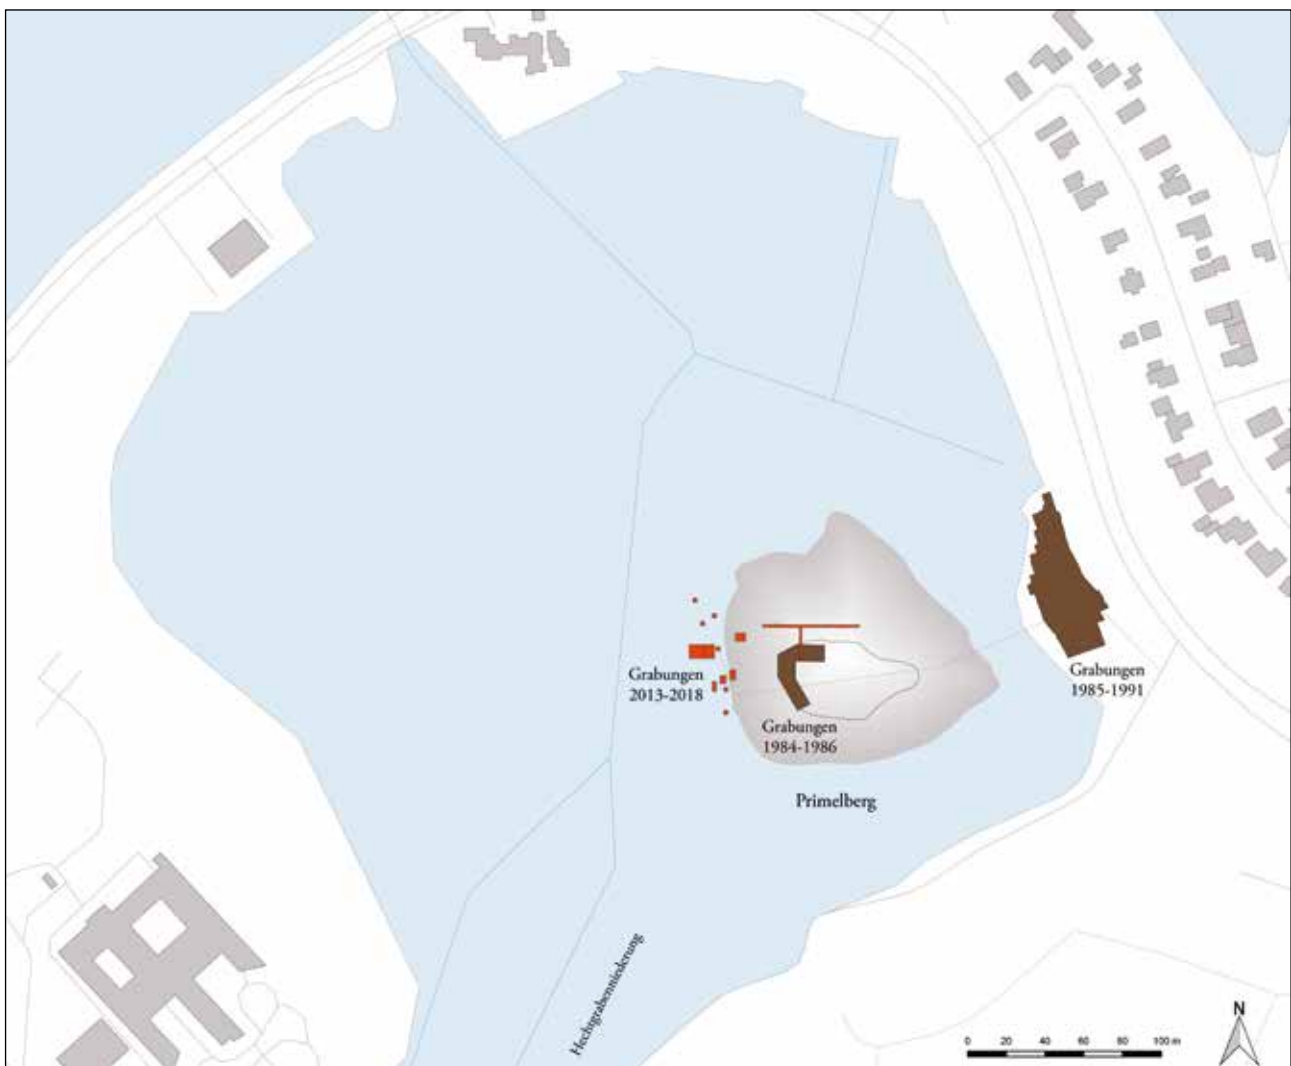 Grabungen
2013-2018
Grabungen
1985-1991
Grabungen
1984-1986
Primelberg
Hechtgrabenniederung
N
0 20 40 60 80 100 m